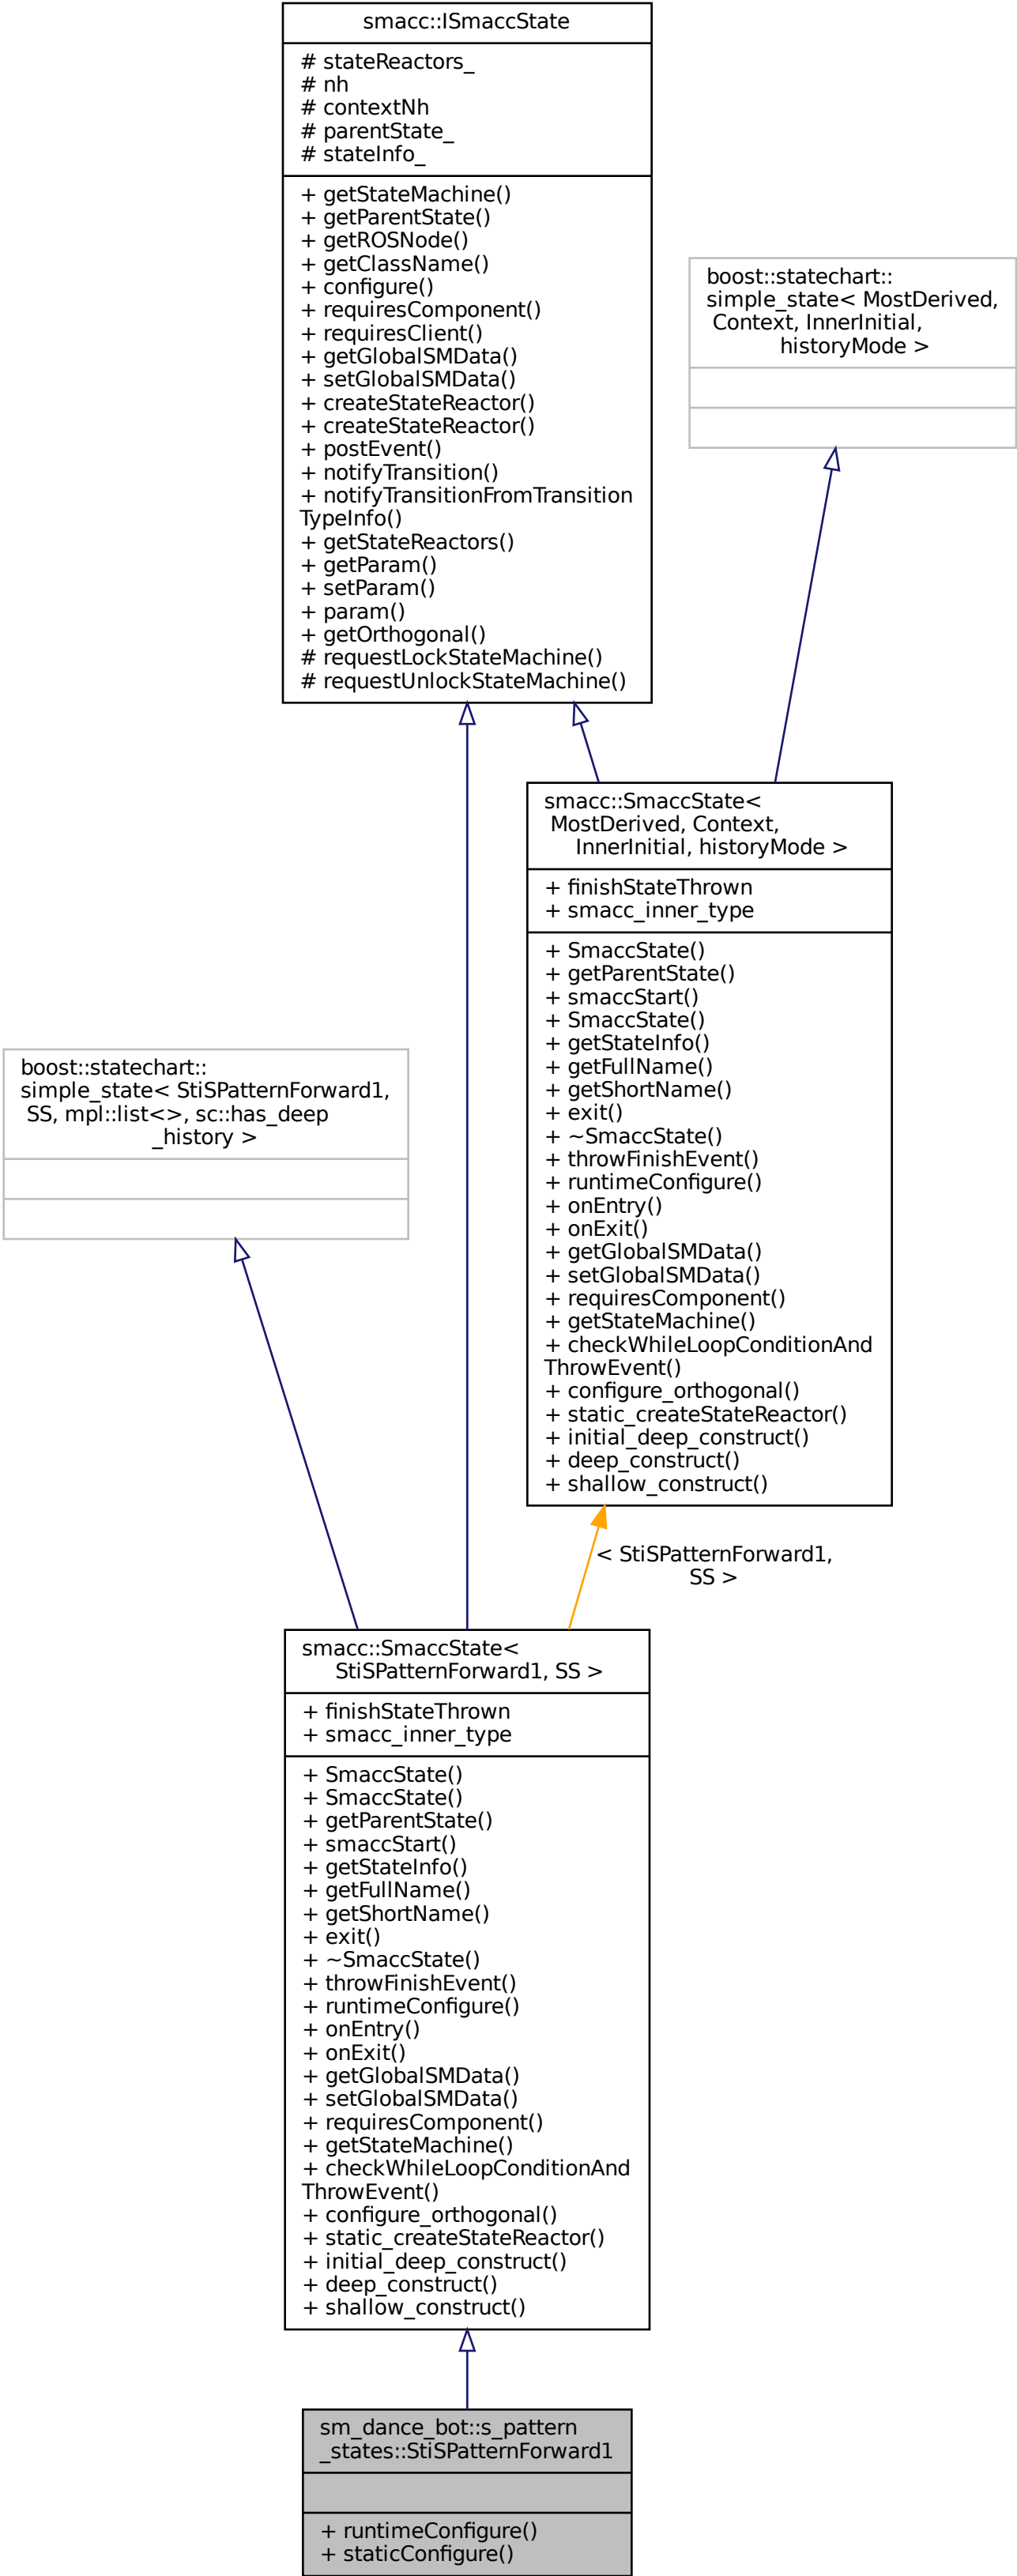 smacc::ISmaccState
# stateReactors_
# nh
# contextNh
# parentState_
# stateInfo_
+ getStateMachine()
+ getParentState()
+ getROSNode()
+ getClassName()
+ configure()
+ requiresComponent()
+ requiresClient()
+ getGlobalSMData()
+ setGlobalSMData()
+ createStateReactor()
+ createStateReactor()
+ postEvent()
+ notifyTransition()
+ notifyTransitionFromTransition
TypeInfo()
+ getStateReactors()
+ getParam()
+ setParam()
+ param()
+ getOrthogonal()
# requestLockStateMachine()
# requestUnlockStateMachine()
boost::statechart::
simple_state< MostDerived,
Context, InnerInitial,
historyMode >
smacc::SmaccState<
MostDerived, Context,
InnerInitial, historyMode >
+ finishStateThrown
+ smacc_inner_type
+ SmaccState()
+ getParentState()
+ smaccStart()
+ SmaccState()
+ getStateInfo()
+ getFullName()
+ getShortName()
+ exit()
+ ~SmaccState()
+ throwFinishEvent()
+ runtimeConfigure()
+ onEntry()
+ onExit()
+ getGlobalSMData()
+ setGlobalSMData()
+ requiresComponent()
+ getStateMachine()
+ checkWhileLoopConditionAnd
ThrowEvent()
+ configure_orthogonal()
+ static_createStateReactor()
+ initial_deep_construct()
+ deep_construct()
+ shallow_construct()
boost::statechart::
simple_state< StiSPatternForward1,
SS, mpl::list<>, sc::has_deep
_history >
< StiSPatternForward1,
SS >
smacc::SmaccState<
StiSPatternForward1, SS >
+ finishStateThrown
+ smacc_inner_type
+ SmaccState()
+ SmaccState()
+ getParentState()
+ smaccStart()
+ getStateInfo()
+ getFullName()
+ getShortName()
+ exit()
+ ~SmaccState()
+ throwFinishEvent()
+ runtimeConfigure()
+ onEntry()
+ onExit()
+ getGlobalSMData()
+ setGlobalSMData()
+ requiresComponent()
+ getStateMachine()
+ checkWhileLoopConditionAnd
ThrowEvent()
+ configure_orthogonal()
+ static_createStateReactor()
+ initial_deep_construct()
+ deep_construct()
+ shallow_construct()
sm_dance_bot::s_pattern
_states::StiSPatternForward1
+ runtimeConfigure()
+ staticConfigure()